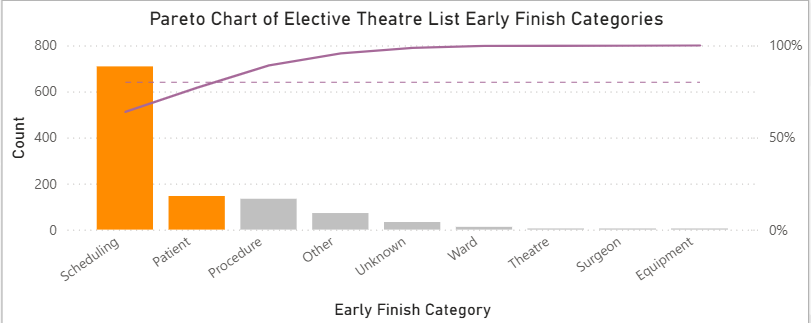 Pareto Chart of Elective Theatre List Early Finish Categories
800
600
400
200
0
Count
100%
50%
0%
Scheduling
Patient
Procedure
Other
Unknown
Ward
Theatre
Surgeon
Equipment
Early Finish Category